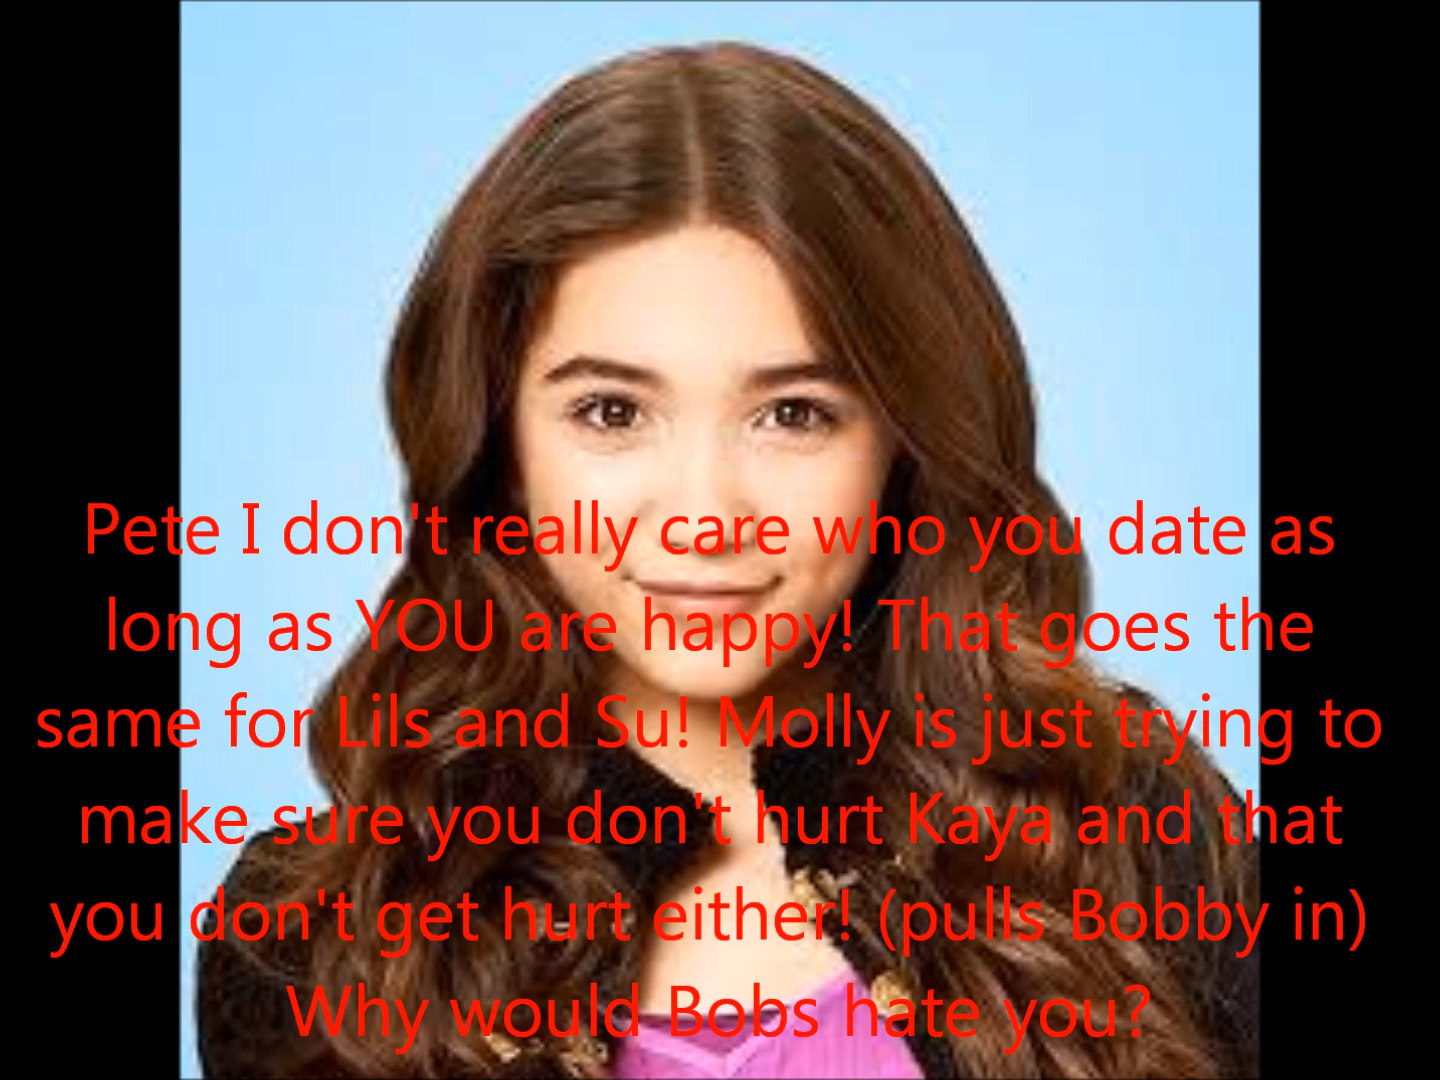 Pete I don't really care who you date as
long as YOU are happy! That goes the
same for Lils and Su! Molly is just trying to
make sure you don't hurt Kaya and that
you don't get hurt either! (pulls Bobby in)
Why would Bobs hate you?